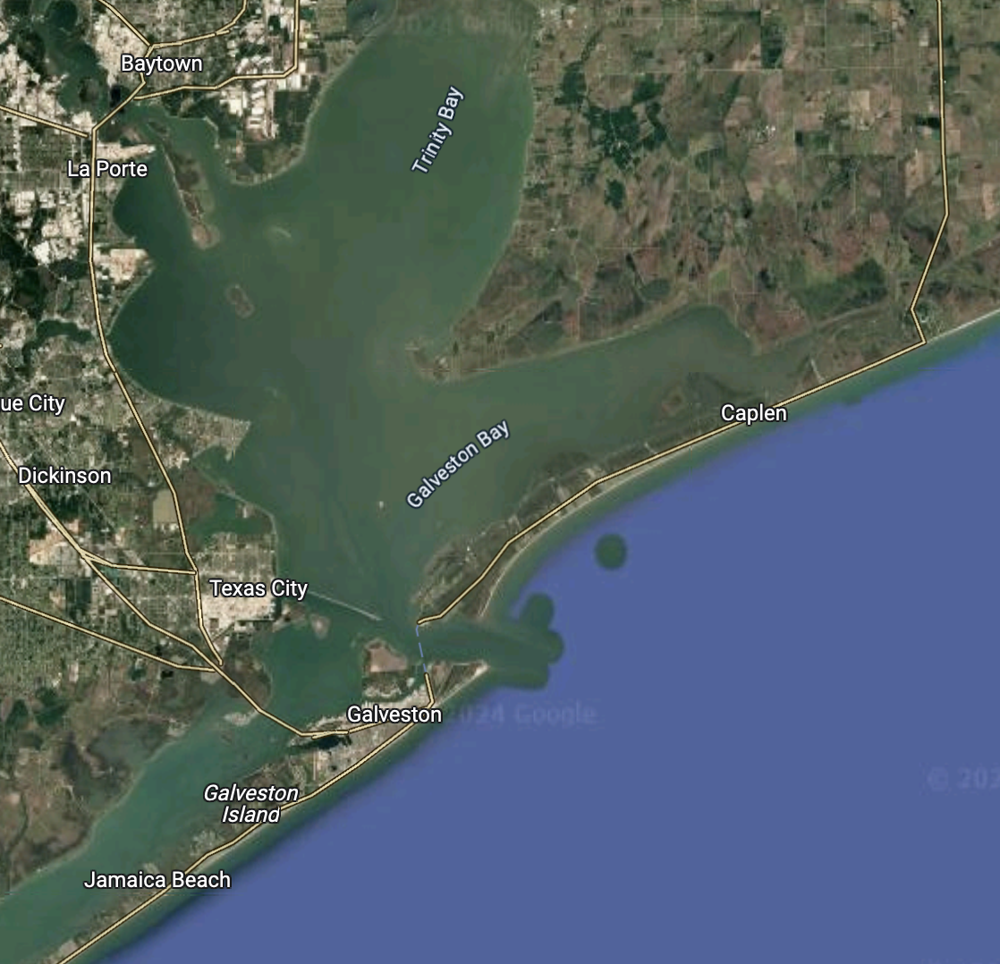 Baytown
Trinity Bay
La Porte
ue City
Caplen
Galveston Bay
Dickinson
Texas City
Galveston
2024 Google
© 202
Galveston
Island
Jamaica Beach